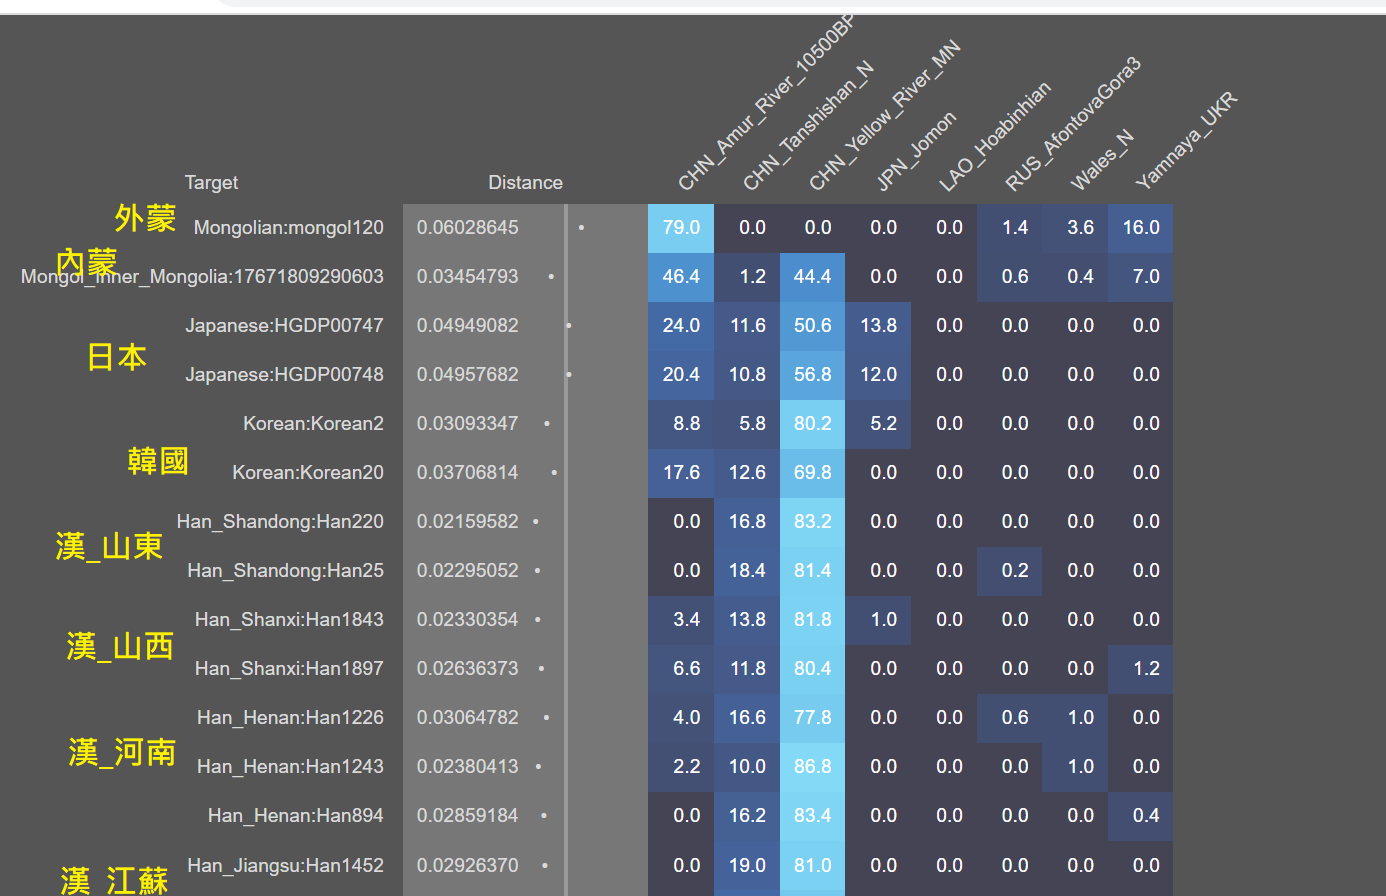 CHN_Amur_River_10500BP
CHN_Tanshishan_N
CHN_Yellow_River_MN
JPN_Jomon
LAO_Hoabinhian
RUS_AfontovaGora3
Wales_N
Yamnaya_UKR
Target Distance
外蒙 Mongolian:mongol120 0.06028645 79.0 0.0 0.0 0.0 0.0 1.4 3.6 16.0
內蒙
Mongol_Inner_Mongolia:17671809290603 0.03454793 46.4 1.2 44.4 0.0 0.0 0.6 0.4 7.0
Japanese:HGDP00747 0.04949082 24.0 11.6 50.6 13.8 0.0 0.0 0.0 0.0
日本
Japanese:HGDP00748 0.04957682 20.4 10.8 56.8 12.0 0.0 0.0 0.0 0.0
Korean:Korean2 0.03093347 8.8 5.8 80.2 5.2 0.0 0.0 0.0 0.0
韓國
Korean:Korean20 0.03706814 17.6 12.6 69.8 0.0 0.0 0.0 0.0 0.0
Han_Shandong:Han220 0.02159582 0.0 16.8 83.2 0.0 0.0 0.0 0.0 0.0
漢_山東
Han_Shandong:Han25 0.02295052 0.0 18.4 81.4 0.0 0.0 0.2 0.0 0.0
Han_Shanxi:Han1843 0.02330354 3.4 13.8 81.8 1.0 0.0 0.0 0.0 0.0
漢_山西
Han_Shanxi:Han1897 0.02636373 6.6 11.8 80.4 0.0 0.0 0.0 0.0 1.2
Han_Henan:Han1226 0.03064782 4.0 16.6 77.8 0.0 0.0 0.6 1.0 0.0
漢_河南
Han_Henan:Han1243 0.02380413 2.2 10.0 86.8 0.0 0.0 0.0 1.0 0.0
Han_Henan:Han894 0.02859184 0.0 16.2 83.4 0.0 0.0 0.0 0.0 0.4
Han_Jiangsu:Han1452 0.02926370 0.0 19.0 81.0 0.0 0.0 0.0 0.0 0.0
漢_江蘇